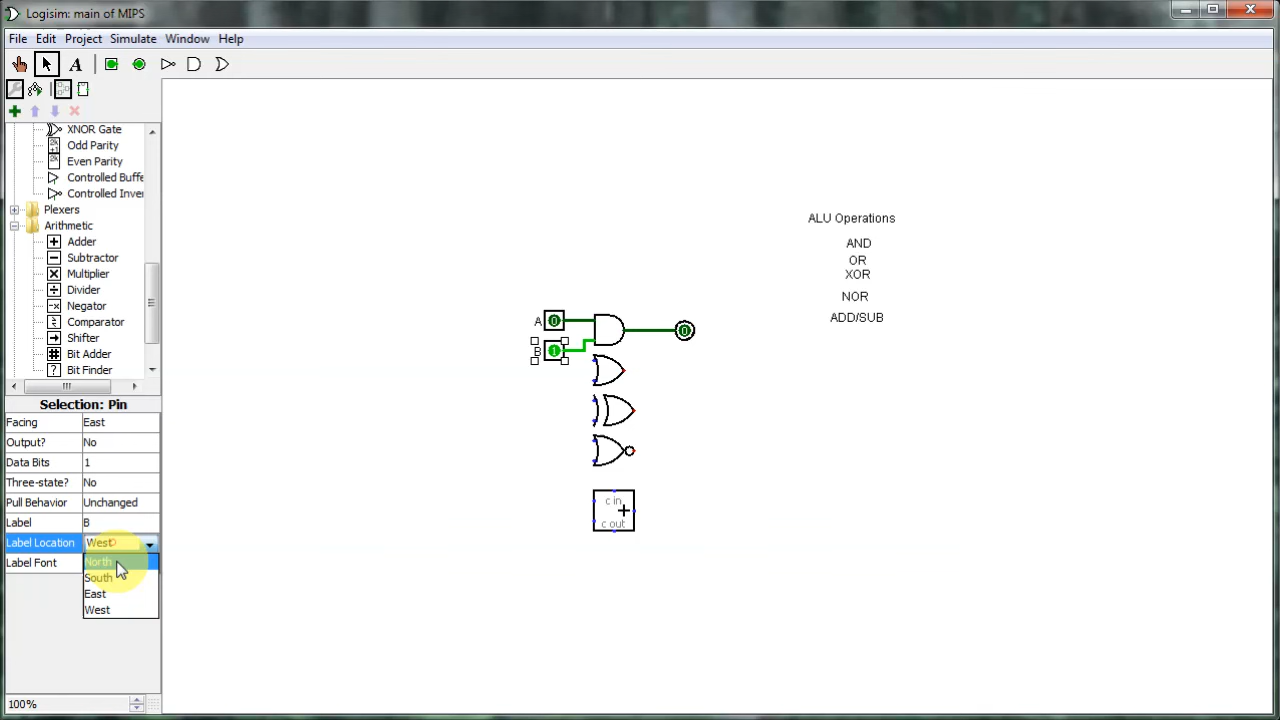 Logisim: main of MIPS
File Edit Project Simulate Window Help
A
XNOR Gate
Odd Parity
Even Parity
Controlled Buffe
Controlled Inver
Plexers
Arithmetic
Adder
Subtractor
Multiplier
Divider
Negator
Comparator
Shifter
Bit Adder
Bit Finder
Selection: Pin
Facing East
Output? No
Data Bits 1
Three-state? No
Pull Behavior Unchanged
Label B
Label Location West
Label Font
North
South
East
West
100%
A 0
B 1
0
c in
c out
ALU Operations
AND
OR
XOR
NOR
ADD/SUB